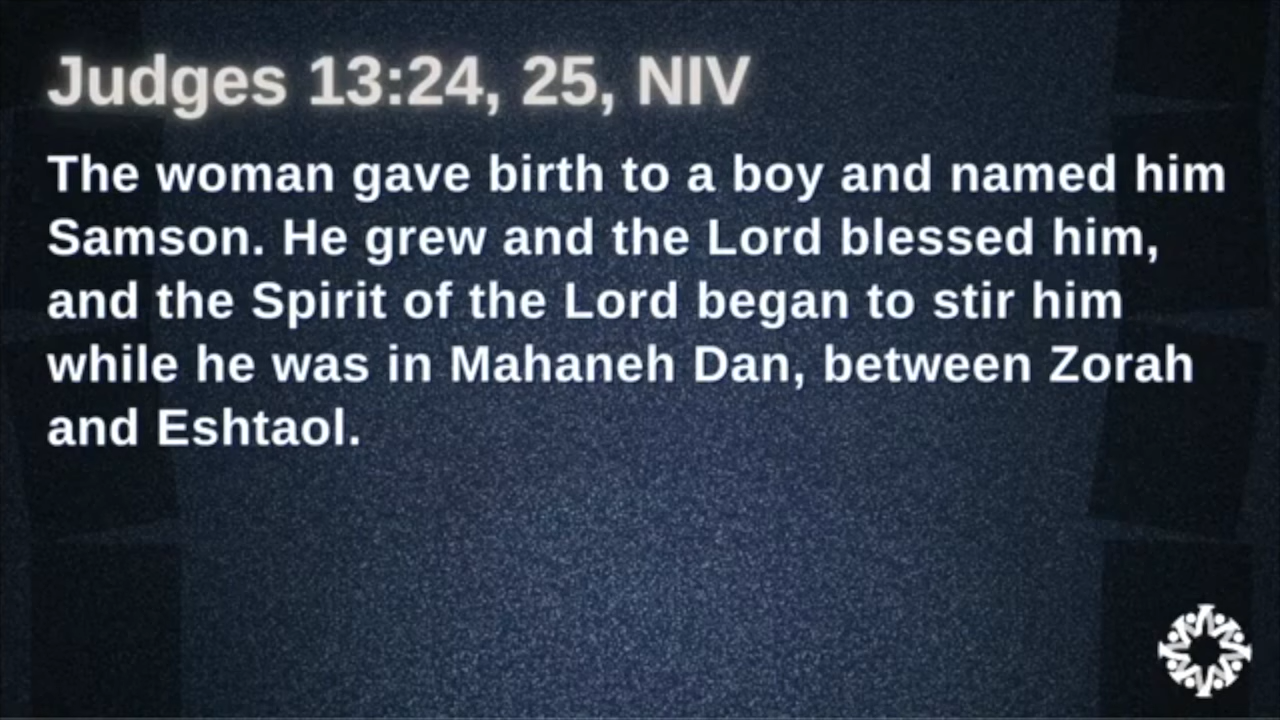 Judges 13:24, 25, NIV
The woman gave birth to a boy and named him
Samson. He grew and the Lord blessed him,
and the Spirit of the Lord began to stir him
while he was in Mahaneh Dan, between Zorah
and Eshtaol.